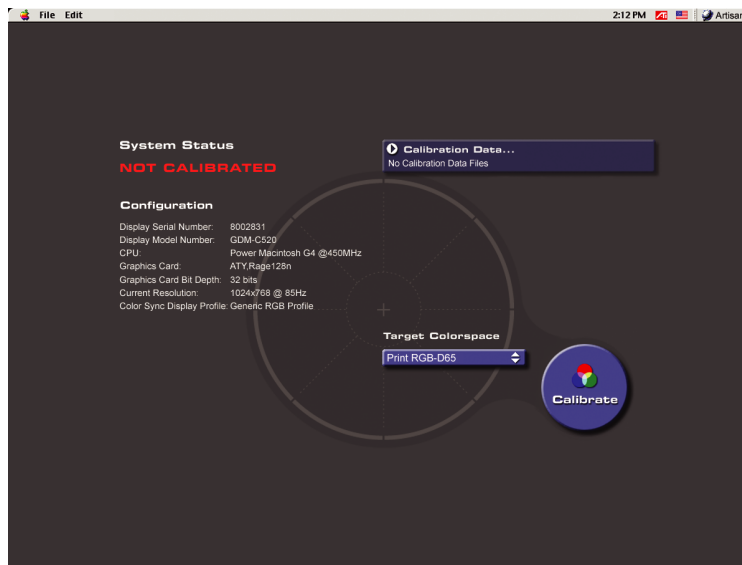 File Edit 2:12 PM ATI Artisan
System Status
NOT CALIBRATED
Calibration Data...
No Calibration Data Files
Configuration
Display Serial Number: 8002831
Display Model Number: GDM-C520
CPU: Power Macintosh G4 @450MHz
Graphics Card: ATY,Rage128n
Graphics Card Bit Depth: 32 bits
Current Resolution: 1024x768 @ 85Hz
Color Sync Display Profile: Generic RGB Profile
Target Colorspace
Print RGB-D65
Calibrate